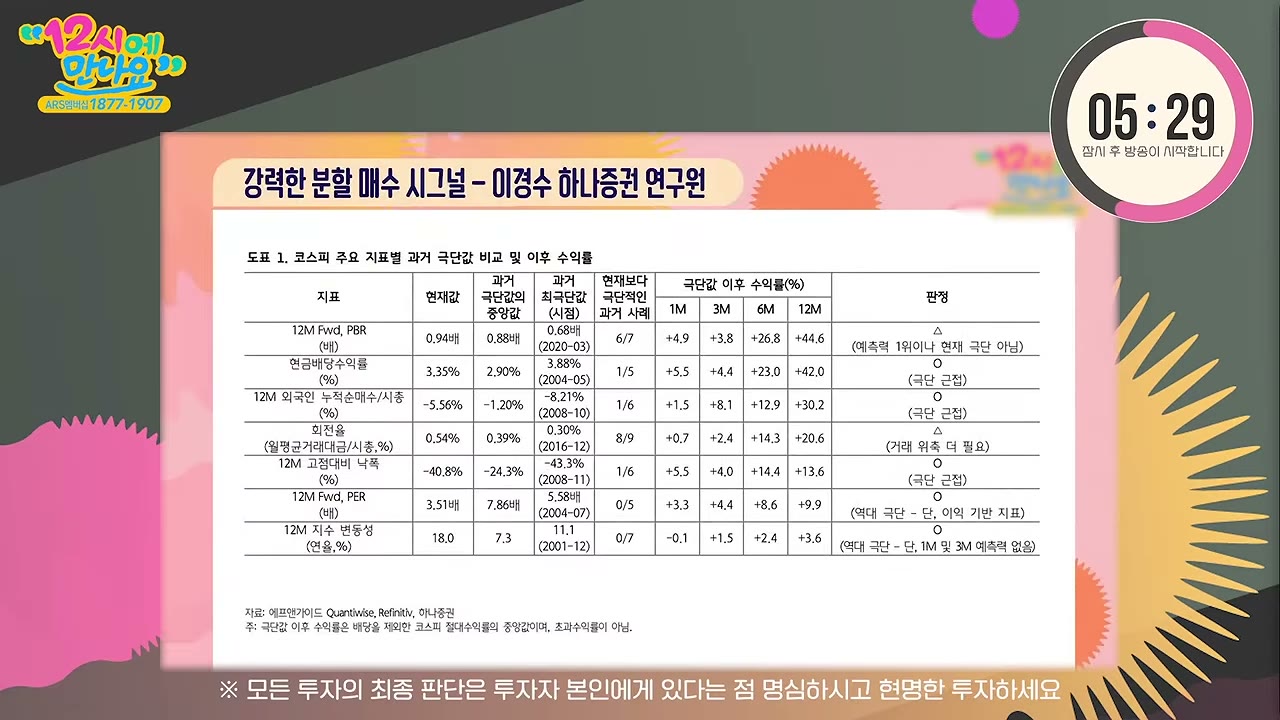 “12시에
만나요”
ARS멤버십 1877-1907
05:29
잠시 후 방송이 시작합니다
강력한 분할 매수 시그널 – 이경수 하나증권 연구원
도표 1. 코스피 주요 지표별 과거 극단값 비교 및 이후 수익률
지표 현재값 과거 극단값의 중앙값 과거 최극단값 (시점) 현재보다 극단적인 과거 사례 극단값 이후 수익률(%) 판정
1M 3M 6M 12M
12M Fwd, PBR (배) 0.94배 0.88배 0.68배 (2020-03) 6/7 +4.9 +3.8 +26.8 +44.6 △ (예측력 1위이나 현재 극단 아님)
현금배당수익률 (%) 3.35% 2.90% 3.88% (2004-05) 1/5 +5.5 +4.4 +23.0 +42.0 O (극단 근접)
12M 외국인 누적순매수/시총 (%) -5.56% -1.20% -8.21% (2008-10) 1/6 +1.5 +8.1 +12.9 +30.2 O (극단 근접)
회전율 (월평균거래대금/시총,%) 0.54% 0.39% 0.30% (2016-12) 8/9 +0.7 +2.4 +14.3 +20.6 △ (거래 위축 더 필요)
12M 고점대비 낙폭 (%) -40.8% -24.3% -43.3% (2008-11) 1/6 +5.5 +4.0 +14.4 +13.6 O (극단 근접)
12M Fwd, PER (배) 3.51배 7.86배 5.58배 (2004-07) 0/5 +3.3 +4.4 +8.6 +9.9 O (역대 극단 - 단, 이익 기반 지표)
12M 지수 변동성 (연율,%) 18.0 7.3 11.1 (2001-12) 0/7 -0.1 +1.5 +2.4 +3.6 O (역대 극단 - 단, 1M 및 3M 예측력 없음)
자료: 에프앤가이드 Quantiwise, Refinitiv, 하나증권
주: 극단값 이후 수익률은 배당을 제외한 코스피 절대수익률의 중앙값이며, 초과수익률이 아님.
※ 모든 투자의 최종 판단은 투자자 본인에게 있다는 점 명심하시고 현명한 투자하세요